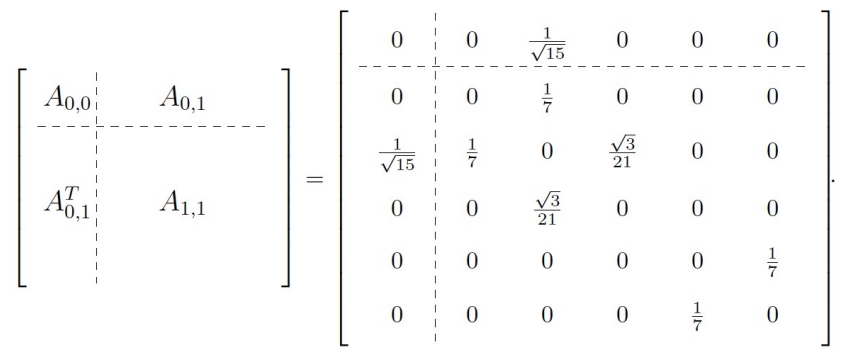 \left[\begin{array}{c:c} A_{0,0} & A_{0,1} \\ \hdashline A_{0,1}^T & A_{1,1} \end{array}\right] = \left[\begin{array}{c:ccccc} 0 & 0 & \frac{1}{\sqrt{15}} & 0 & 0 & 0 \\ \hdashline 0 & 0 & \frac{1}{7} & 0 & 0 & 0 \\ \frac{1}{\sqrt{15}} & \frac{1}{7} & 0 & \frac{\sqrt{3}}{21} & 0 & 0 \\ 0 & 0 & \frac{\sqrt{3}}{21} & 0 & 0 & 0 \\ 0 & 0 & 0 & 0 & 0 & \frac{1}{7} \\ 0 & 0 & 0 & 0 & \frac{1}{7} & 0 \end{array}\right].